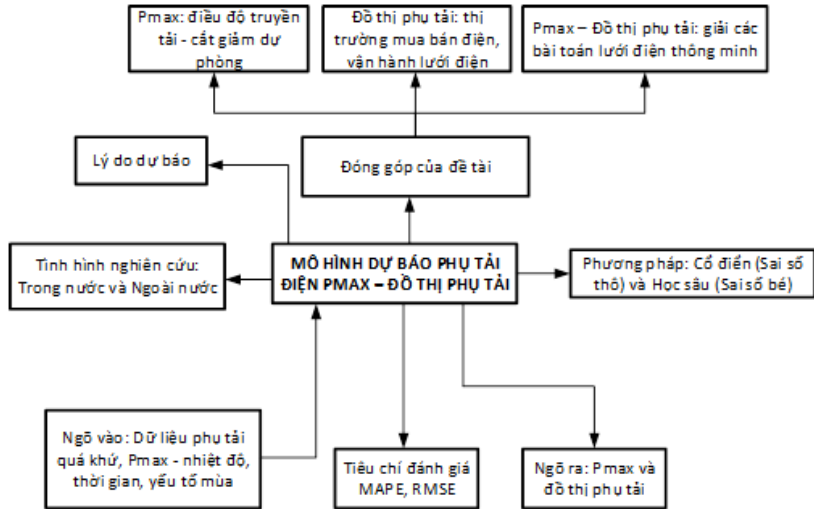 Pmax: điều độ truyền
tải - cắt giảm dự
phòng
Đồ thị phụ tải: thị
trường mua bán điện,
vận hành lưới điện
Pmax – Đồ thị phụ tải: giải các
bài toán lưới điện thông minh
Lý do dự báo
Đóng góp của đề tài
Tình hình nghiên cứu:
Trong nước và Ngoài nước
MÔ HÌNH DỰ BÁO PHỤ TẢI
ĐIỆN PMAX – ĐỒ THỊ PHỤ TẢI
Phương pháp: Cổ điển (Sai số
thô) và Học sâu (Sai số bé)
Ngõ vào: Dữ liệu phụ tải
quá khứ, Pmax - nhiệt độ,
thời gian, yếu tố mùa
Tiêu chí đánh giá
MAPE, RMSE
Ngõ ra: Pmax và
đồ thị phụ tải